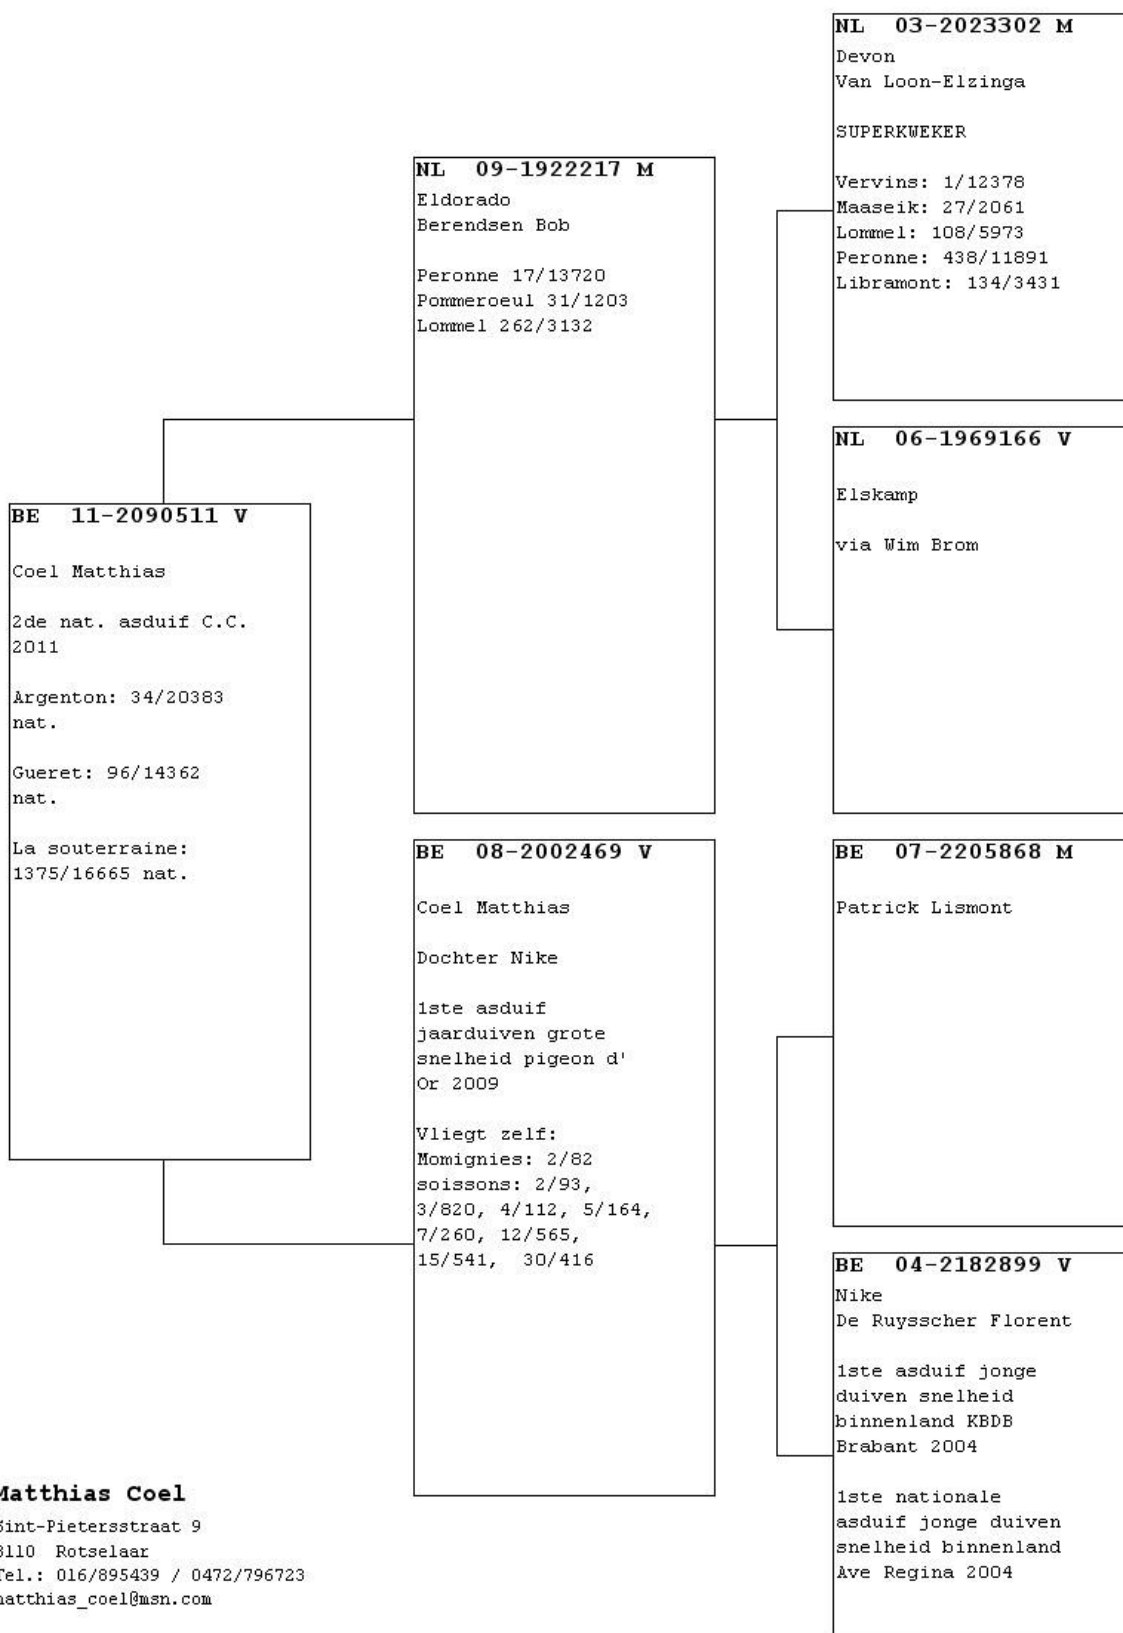 BE 11-2090511 V
Coel Matthias
2de nat. asduif C.C.
2011
Argenton: 34/20383
nat.
Gueret: 96/14362
nat.
La souterraine:
1375/16665 nat.
NL 09-1922217 M
Eldorado
Berendsen Bob
Peronne 17/13720
Pommeroeul 31/1203
Lommel 262/3132
BE 08-2002469 V
Coel Matthias
Dochter Nike
1ste asduif
jaarduiven grote
snelheid pigeon d'
Or 2009
Vliegt zelf:
Momignies: 2/82
soissons: 2/93,
3/820, 4/112, 5/164,
7/260, 12/565,
15/541, 30/416
NL 03-2023302 M
Devon
Van Loon-Elzinga
SUPERKWEKER
Vervins: 1/12378
Maaseik: 27/2061
Lommel: 108/5973
Peronne: 438/11891
Libramont: 134/3431
NL 06-1969166 V
Elskamp
via Wim Brom
BE 07-2205868 M
Patrick Lismont
BE 04-2182899 V
Nike
De Ruysscher Florent
1ste asduif jonge
duiven snelheid
binnenland KBDB
Brabant 2004
1ste nationale
asduif jonge duiven
snelheid binnenland
Ave Regina 2004
Matthias Coel
Sint-Pietersstraat 9
3110 Rotselaar
Tel.: 016/895439 / 0472/796723
matthias_coel@msn.com